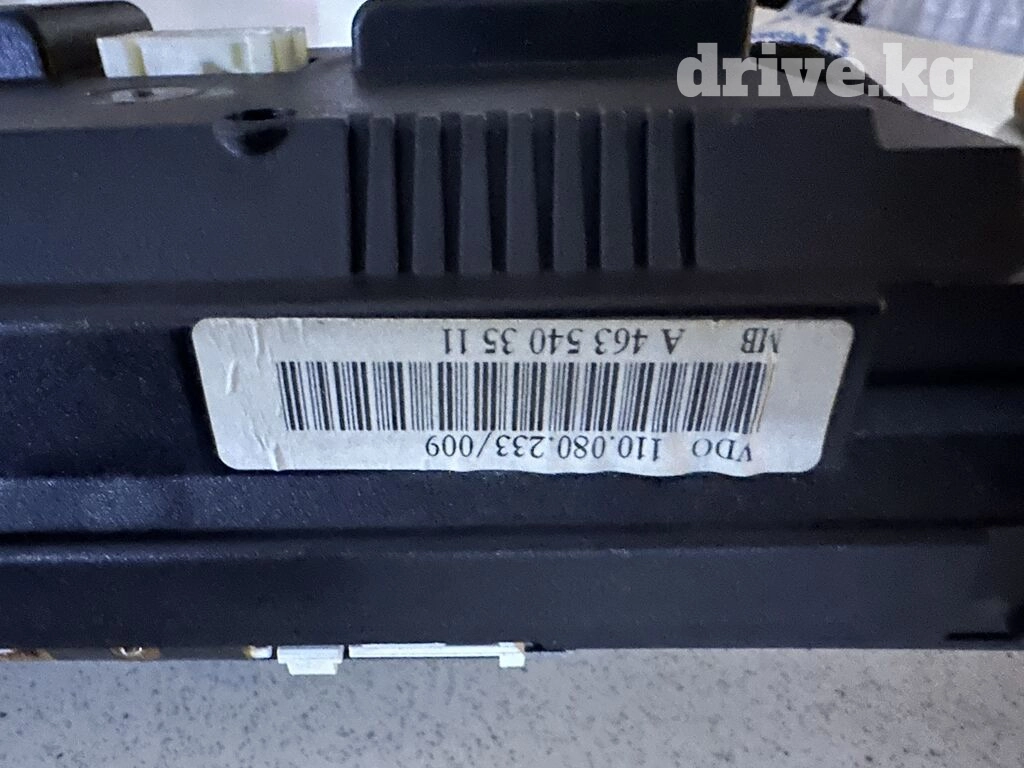 drive.kg
VDO 110.080.233/009
MB A 463 540 35 11